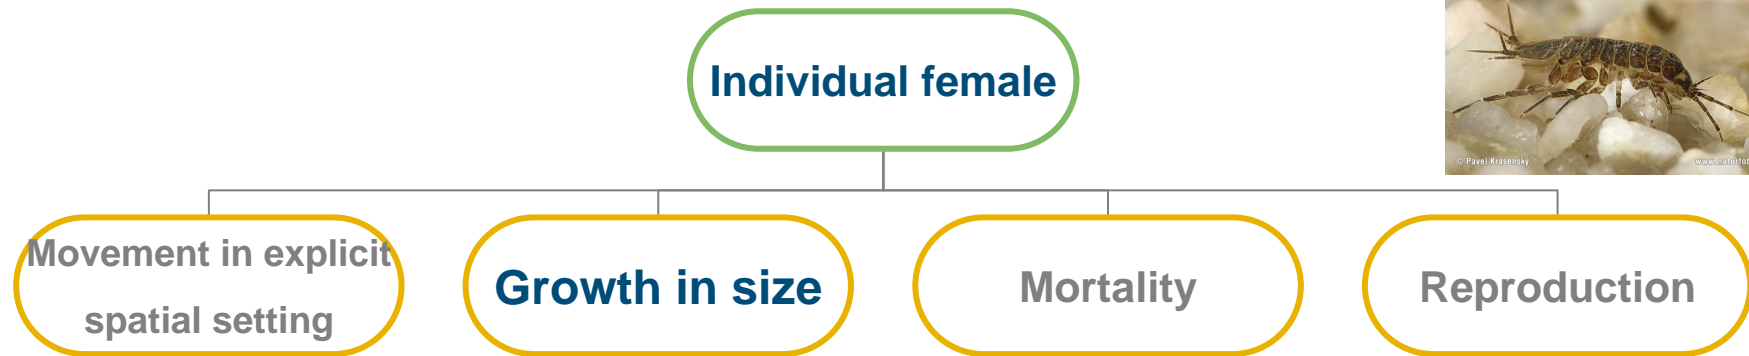 Individual female
© Pavel Krásenský
Movement in explicit
spatial setting
Growth in size
Mortality
Reproduction